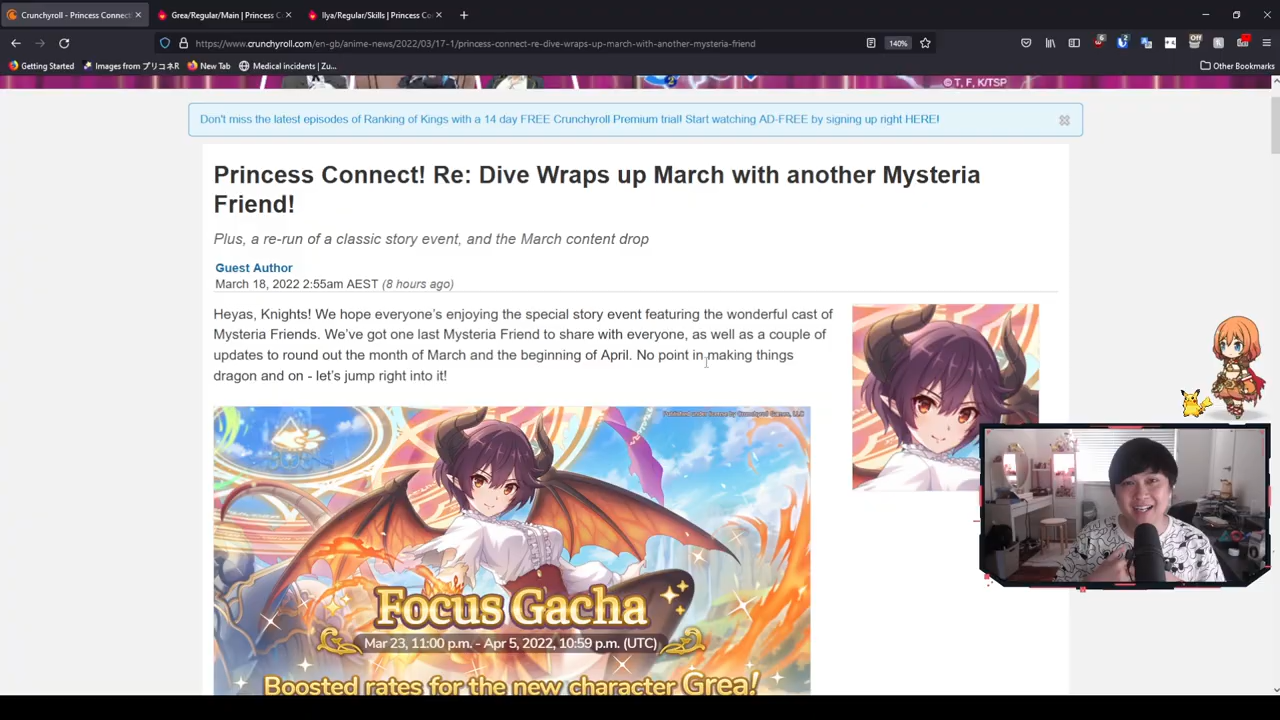 Crunchyroll - Princess Connect!
Grea/Regular/Main | Princess C
Ilya/Regular/Skills | Princess Co
https://www.crunchyroll.com/en-gb/anime-news/2022/03/17-1/princess-connect-re-dive-wraps-up-march-with-another-mysteria-friend
140%
Off
Getting Started
Images from プリコネR
New Tab
Medical incidents | Zu...
Other Bookmarks
© T, F, K/TSP
Don't miss the latest episodes of Ranking of Kings with a 14 day FREE Crunchyroll Premium trial! Start watching AD-FREE by signing up right HERE!
Princess Connect! Re: Dive Wraps up March with another Mysteria
Friend!
Plus, a re-run of a classic story event, and the March content drop
Guest Author
March 18, 2022 2:55am AEST (8 hours ago)
Heyas, Knights! We hope everyone's enjoying the special story event featuring the wonderful cast of
Mysteria Friends. We've got one last Mysteria Friend to share with everyone, as well as a couple of
updates to round out the month of March and the beginning of April. No point in making things
dragon and on - let's jump right into it!
Published under license by Crunchyroll Games, LLC
Focus Gacha
Mar 23, 11:00 p.m. - Apr 5, 2022, 10:59 p.m. (UTC)
Boosted rates for the new character Grea!